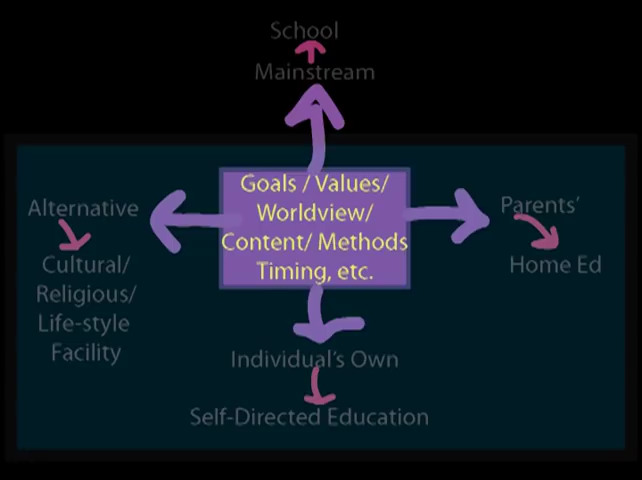 School
Mainstream
Goals / Values/
Worldview/
Content/ Methods
Timing, etc.
Alternative
Cultural/
Religious/
Life-style
Facility
Parents'
Home Ed
Individual's Own
Self-Directed Education